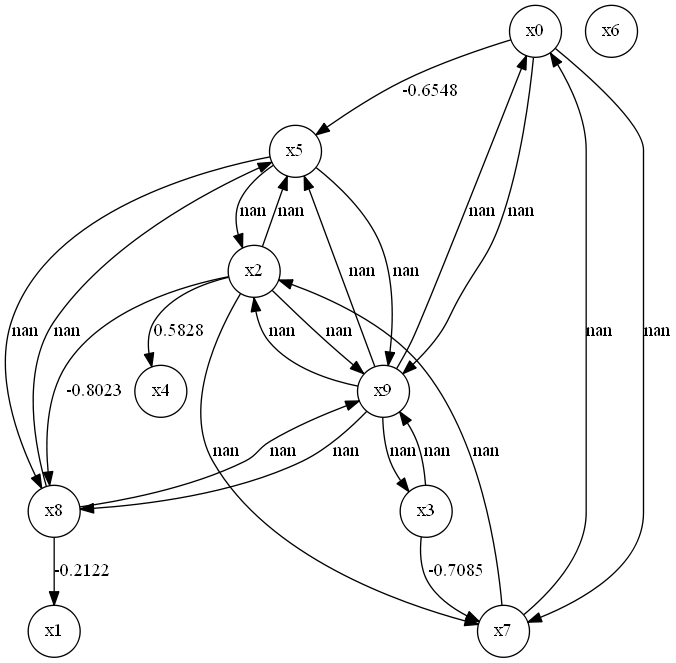 x0 x6
-0.6548
x5
nan nan nan nan
x2
nan nan nan nan
nan nan 0.5828 nan nan nan nan
-0.8023 x4 x9
nan nan nan nan nan nan
x8 x3
-0.2122 -0.7085
x1 x7